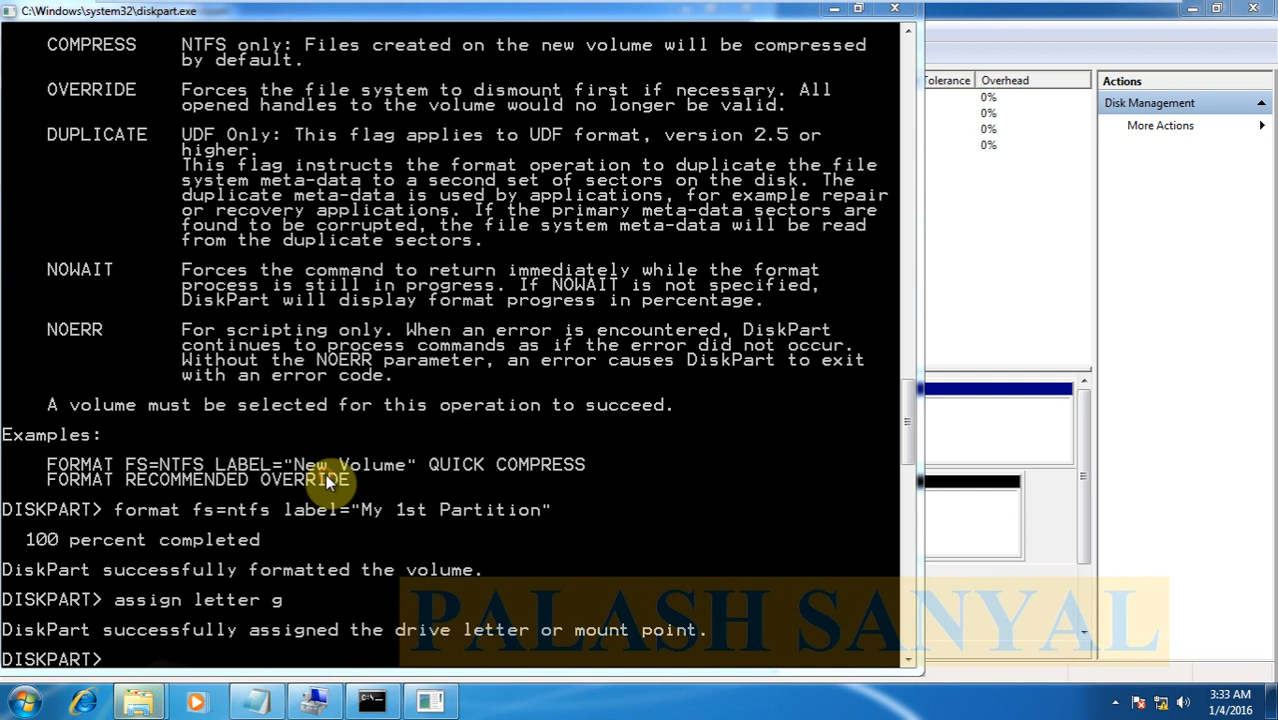 C:\Windows\system32\diskpart.exe
COMPRESS NTFS only: Files created on the new volume will be compressed
by default.
OVERRIDE Forces the file system to dismount first if necessary. All
opened handles to the volume would no longer be valid.
DUPLICATE UDF Only: This flag applies to UDF format, version 2.5 or
higher.
This flag instructs the format operation to duplicate the file
system meta-data to a second set of sectors on the disk. The
duplicate meta-data is used by applications, for example repair
or recovery applications. If the primary meta-data sectors are
found to be corrupted, the file system meta-data will be read
from the duplicate sectors.
NOWAIT Forces the command to return immediately while the format
process is still in progress. If NOWAIT is not specified,
DiskPart will display format progress in percentage.
NOERR For scripting only. When an error is encountered, DiskPart
continues to process commands as if the error did not occur.
Without the NOERR parameter, an error causes DiskPart to exit
with an error code.
A volume must be selected for this operation to succeed.
Examples:
FORMAT FS=NTFS LABEL="New Volume" QUICK COMPRESS
FORMAT RECOMMENDED OVERRIDE
DISKPART> format fs=ntfs label="My 1st Partition"
100 percent completed
DiskPart successfully formatted the volume.
DISKPART> assign letter g
DiskPart successfully assigned the drive letter or mount point.
DISKPART>
Tolerance Overhead
0%
0%
0%
0%
Actions
Disk Management
More Actions
PALASH SANYAL
3:33 AM
1/4/2016